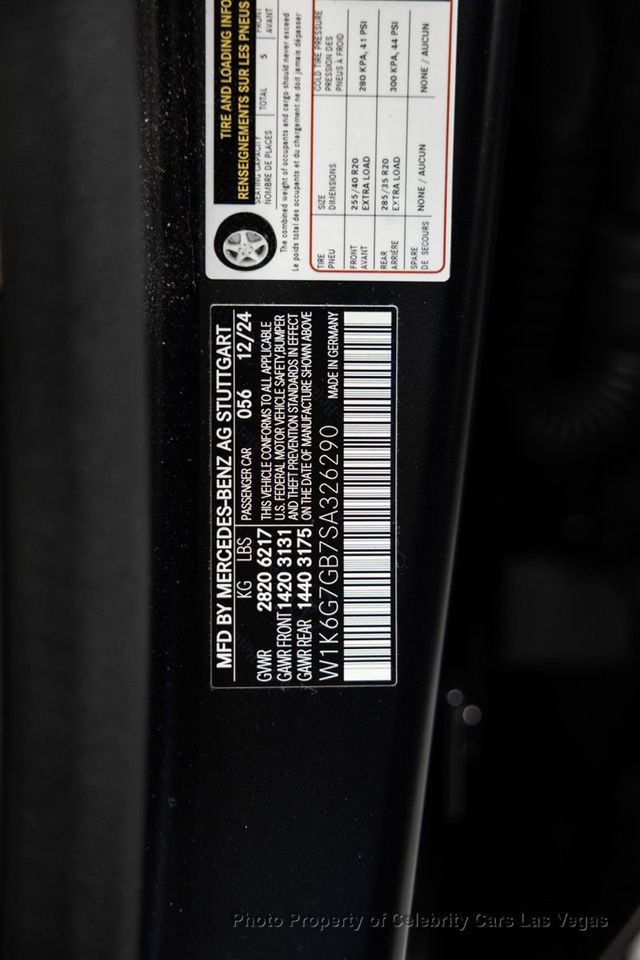 TIRE AND LOADING INFO
RENSEIGNEMENTS SUR LES PNEUS
SEATING CAPACITY
NOMBRE DE PLACES
TOTAL 5
FRONT
AVANT
The combined weight of occupants and cargo should never exceed
Le poids total des occupants et du chargement ne doit jamais dépasser
TIRE
PNEU
SIZE
DIMENSIONS
COLD TIRE PRESSURE
PRESSION DES
PNEUS A FROID
FRONT
AVANT
255/40 R20
EXTRA LOAD
280 KPA, 41 PSI
REAR
ARRIÈRE
285/35 R20
EXTRA LOAD
300 KPA, 44 PSI
SPARE
DE SECOURS
NONE / AUCUN
NONE / AUCUN
MFD BY MERCEDES-BENZ AG STUTTGART
KG LBS PASSENGER CAR 056 12/24
GWR 2820 6217 THIS VEHICLE CONFORMS TO ALL APPLICABLE
U.S. FEDERAL MOTOR VEHICLE SAFETY,BUMPER
GAWR FRONT 1420 3131 AND THEFT PREVENTION STANDARDS IN EFFECT
GAWR REAR 1440 3175 ON THE DATE OF MANUFACTURE SHOWN ABOVE
W1K6G7GB7SA326290 MADE IN GERMANY
Photo Property of Celebrity Cars Las Vegas